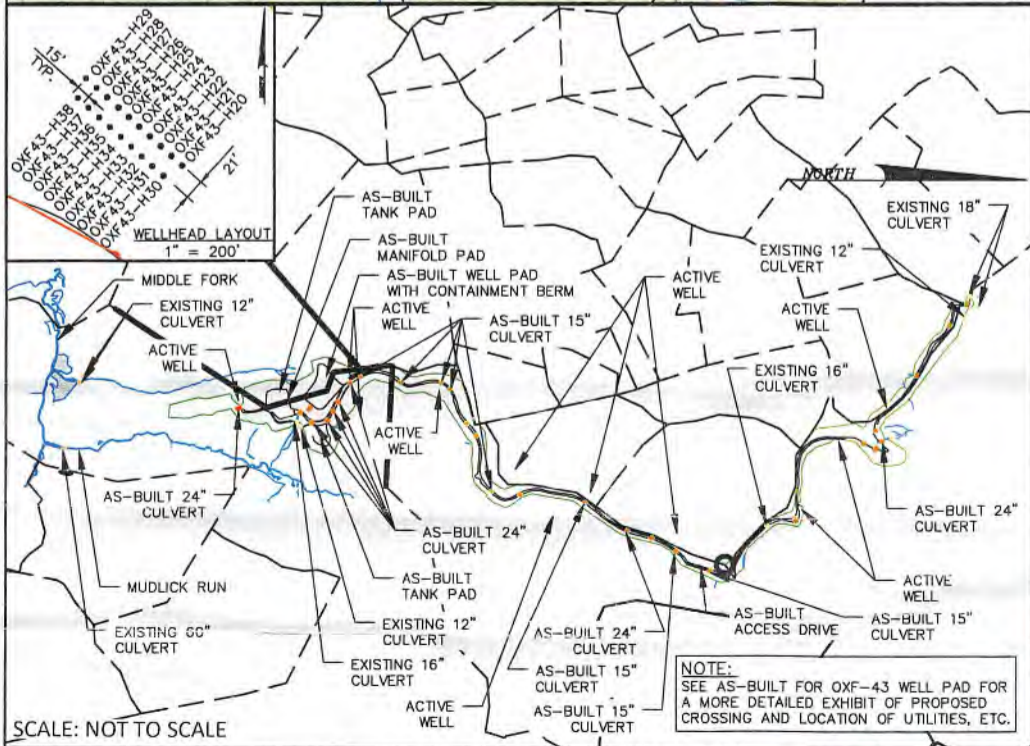 15'
TYP.
OXF43-H29
OXF43-H28
OXF43-H27
OXF43-H26
OXF43-H25
OXF43-H24
OXF43-H23
OXF43-H22
OXF43-H21
OXF43-H20
OXF43-H38
OXF43-H37
OXF43-H36
OXF43-H35
OXF43-H34
OXF43-H33
OXF43-H32
OXF43-H31
OXF43-H30
21'
WELLHEAD LAYOUT
1" = 200'
NORTH
AS-BUILT
TANK PAD
AS-BUILT
MANIFOLD PAD
AS-BUILT WELL PAD
WITH CONTAINMENT BERM
MIDDLE FORK
EXISTING 12"
CULVERT
ACTIVE
WELL
ACTIVE
WELL
AS-BUILT 15"
CULVERT
ACTIVE
WELL
EXISTING 12"
CULVERT
EXISTING 18"
CULVERT
ACTIVE
WELL
EXISTING 16"
CULVERT
ACTIVE
WELL
AS-BUILT 24"
CULVERT
AS-BUILT 24"
CULVERT
AS-BUILT 24"
CULVERT
MUDLICK RUN
AS-BUILT
TANK PAD
EXISTING 60"
CULVERT
EXISTING 12"
CULVERT
EXISTING 16"
CULVERT
ACTIVE
WELL
AS-BUILT 24"
CULVERT
AS-BUILT 15"
CULVERT
AS-BUILT 15"
CULVERT
AS-BUILT
ACCESS DRIVE
AS-BUILT 15"
CULVERT
ACTIVE
WELL
NOTE:
SEE AS-BUILT FOR OXF-43 WELL PAD FOR
A MORE DETAILED EXHIBIT OF PROPOSED
CROSSING AND LOCATION OF UTILITIES, ETC.
SCALE: NOT TO SCALE